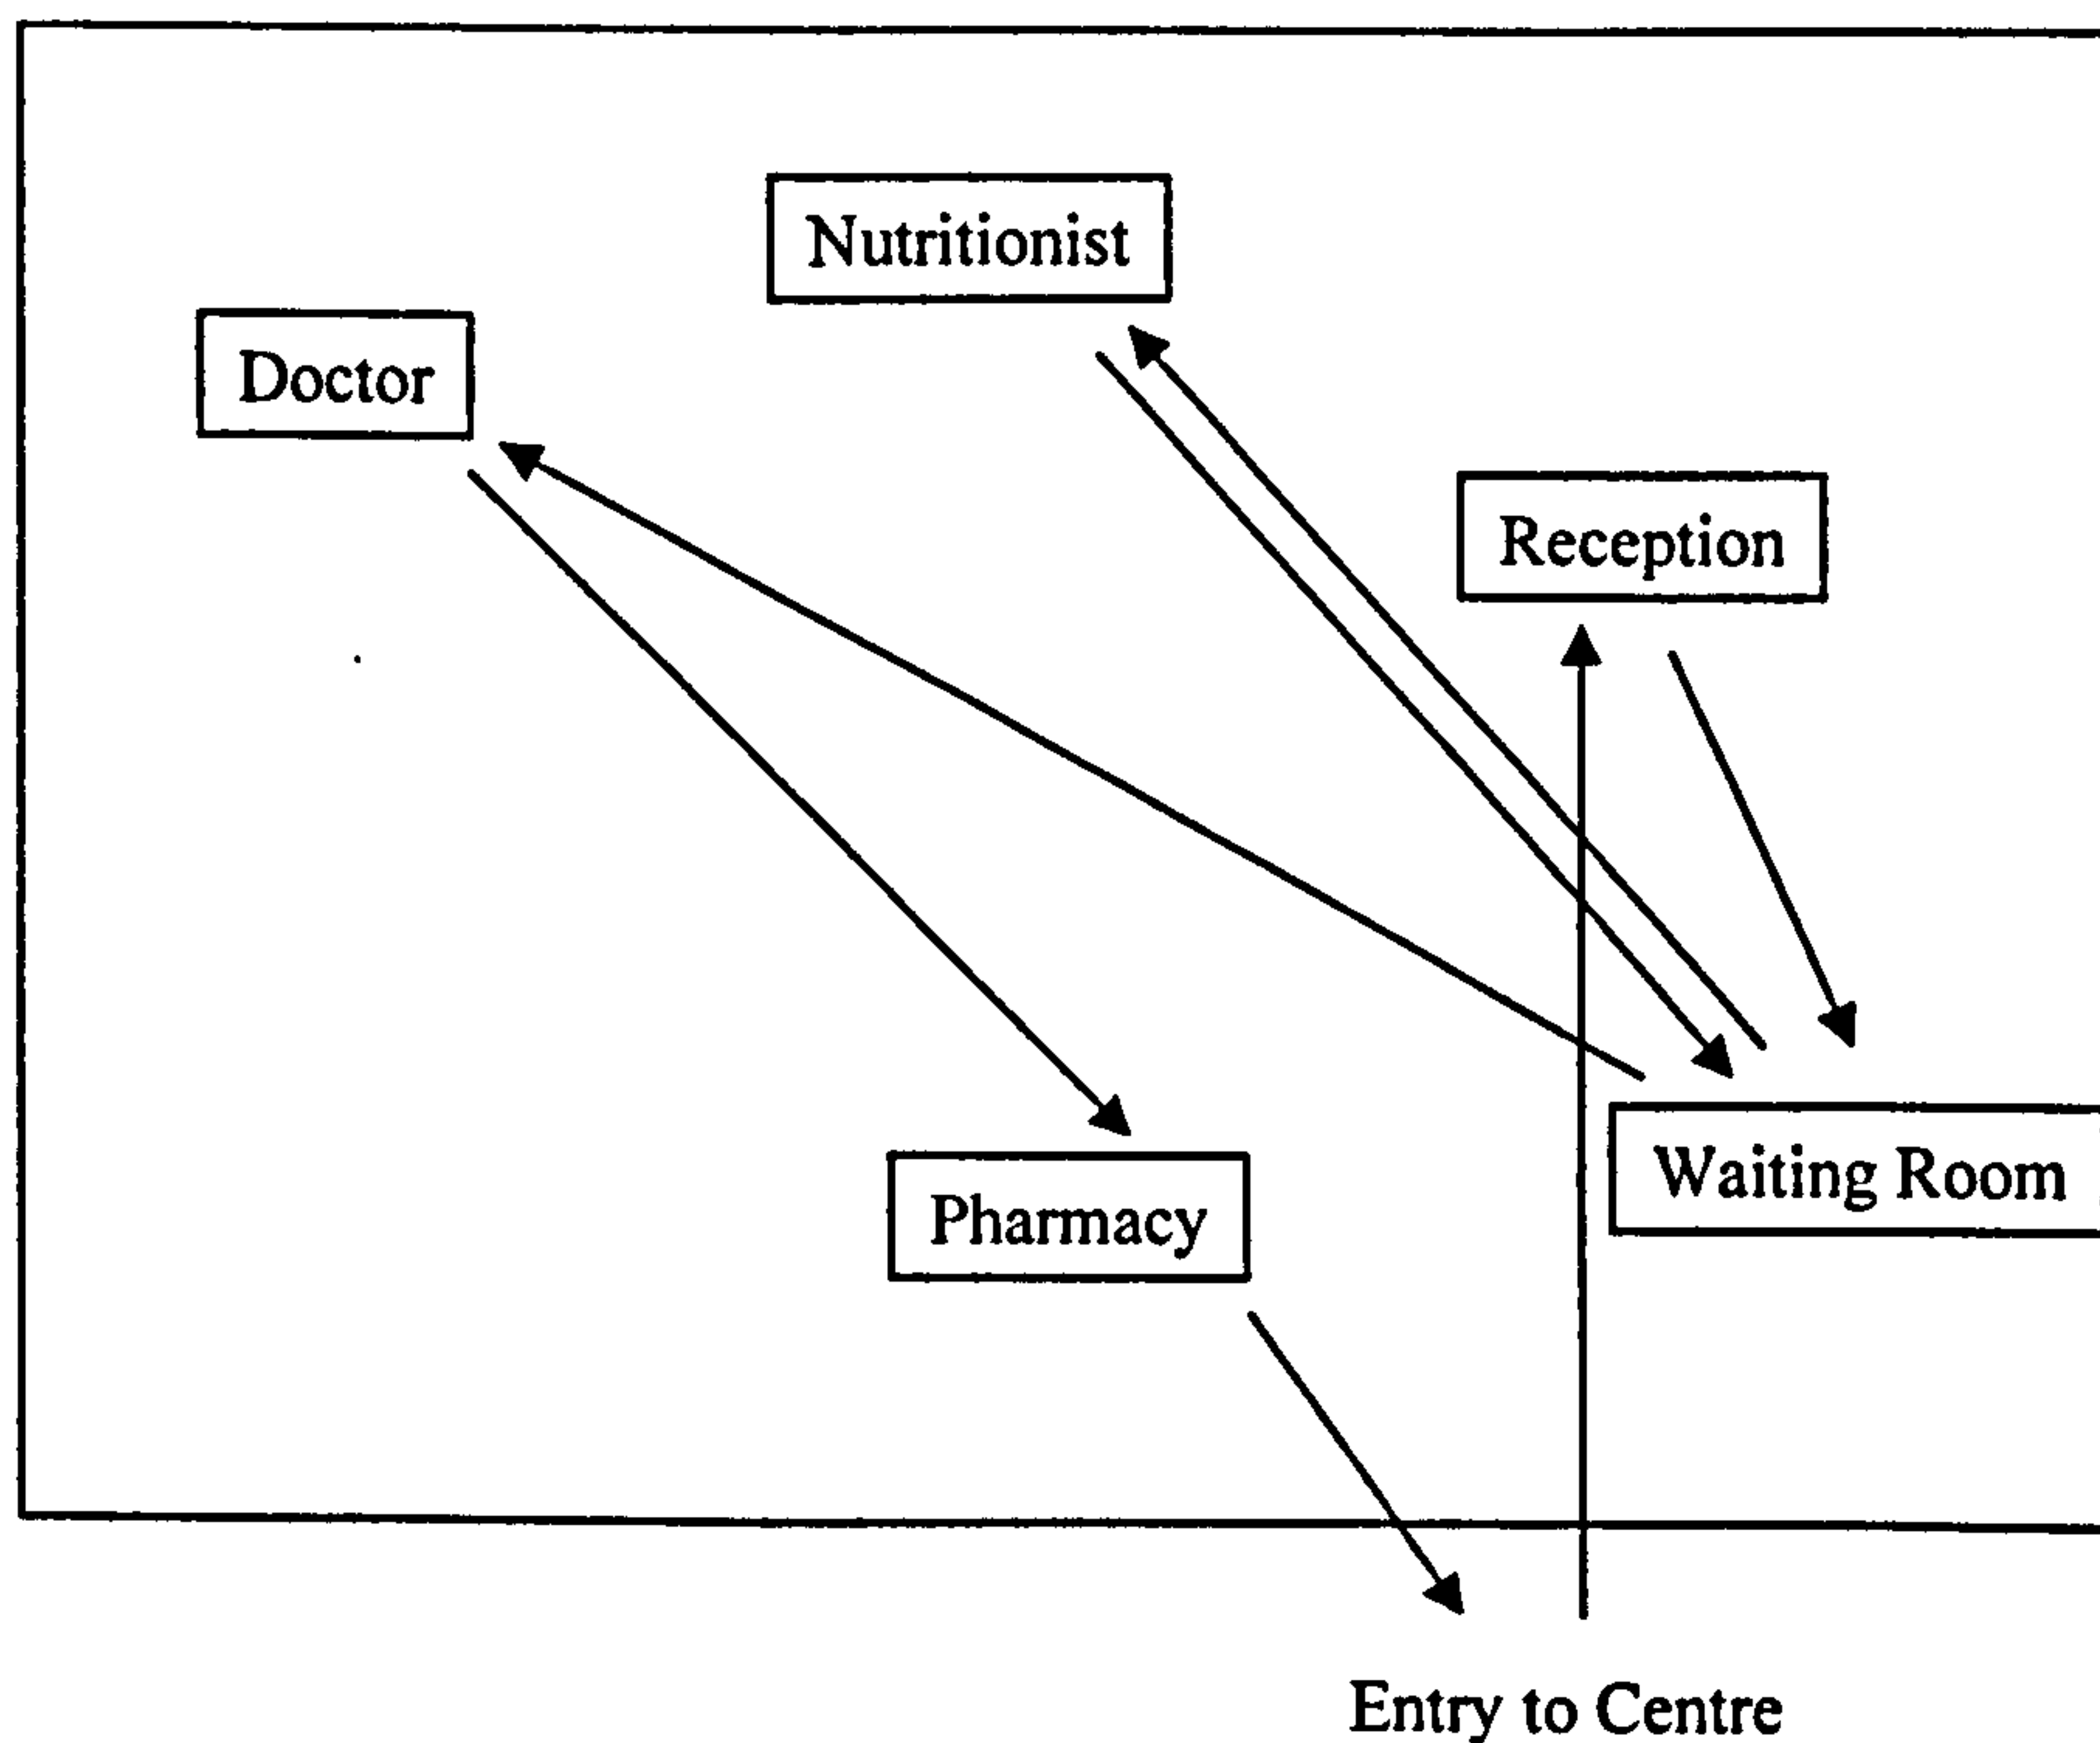 Nutritionist
Doctor
Reception
Waiting Room
Pharmacy
Entry to Centre